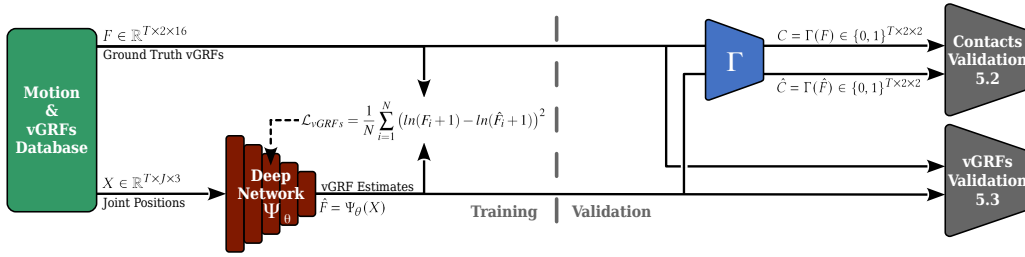 Motion
&
vGRFs
Database
F ∈ ℝ^{T×2×16}
Ground Truth vGRFs
X ∈ ℝ^{T×J×3}
Joint Positions
Deep
Network
Ψ_θ
ℒ_{vGRFs} = \frac{1}{N} \sum_{i=1}^{N} (ln(F_i + 1) − ln(F̂_i + 1))^2
vGRF Estimates
F̂ = Ψ_θ(X)
Training
Validation
Γ
C = Γ(F) ∈ {0, 1}^{T×2×2}
Ĉ = Γ(F̂) ∈ {0, 1}^{T×2×2}
Contacts
Validation
5.2
vGRFs
Validation
5.3